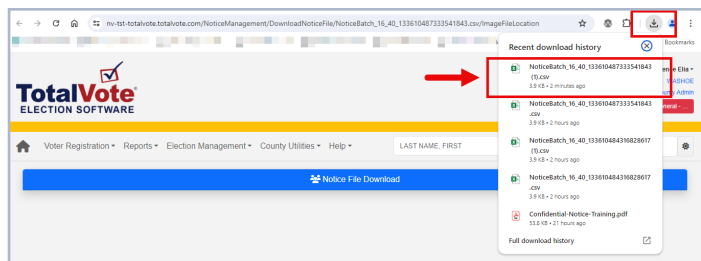 nv-tst-totalvote.totalvote.com/NoticeManagement/DownloadNoticeFile/NoticeBatch_16_40_133610487333541843.csv/ImageFileLocation
Bookmarks
Recent download history
NoticeBatch_16_40_133610487333541843
(1).csv
3.9 KB • 2 minutes ago
NoticeBatch_16_40_133610487333541843
.csv
3.9 KB • 2 hours ago
NoticeBatch_16_40_133610484316828617
(1).csv
3.9 KB • 2 hours ago
NoticeBatch_16_40_133610484316828617
.csv
3.9 KB • 2 hours ago
Confidential-Notice-Training.pdf
53.8 KB • 21 hours ago
Full download history
Elia
WASHOE
Admin
TotalVote
ELECTION SOFTWARE
Voter Registration Reports Election Management County Utilities Help LAST NAME, FIRST
Notice File Download